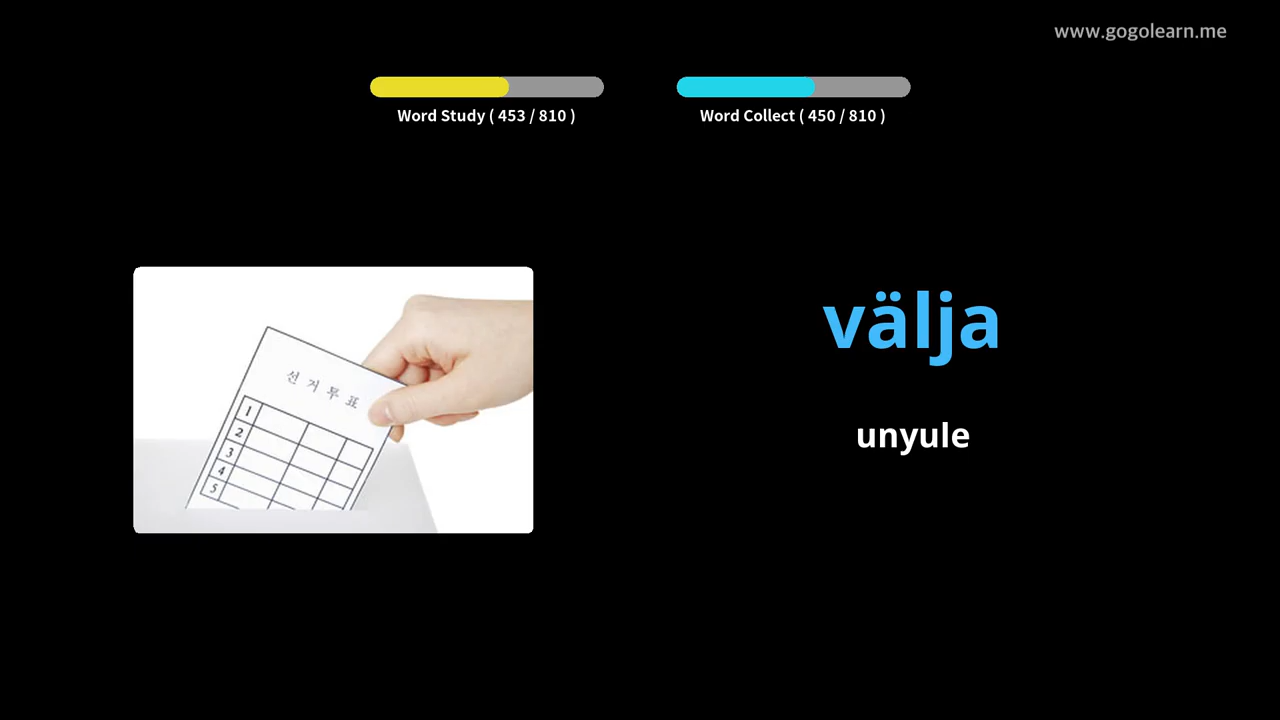 www.gogolearn.me
Word Study ( 453 / 810 )
Word Collect ( 450 / 810 )
선거투표
1
2
3
4
5
välja
unyule